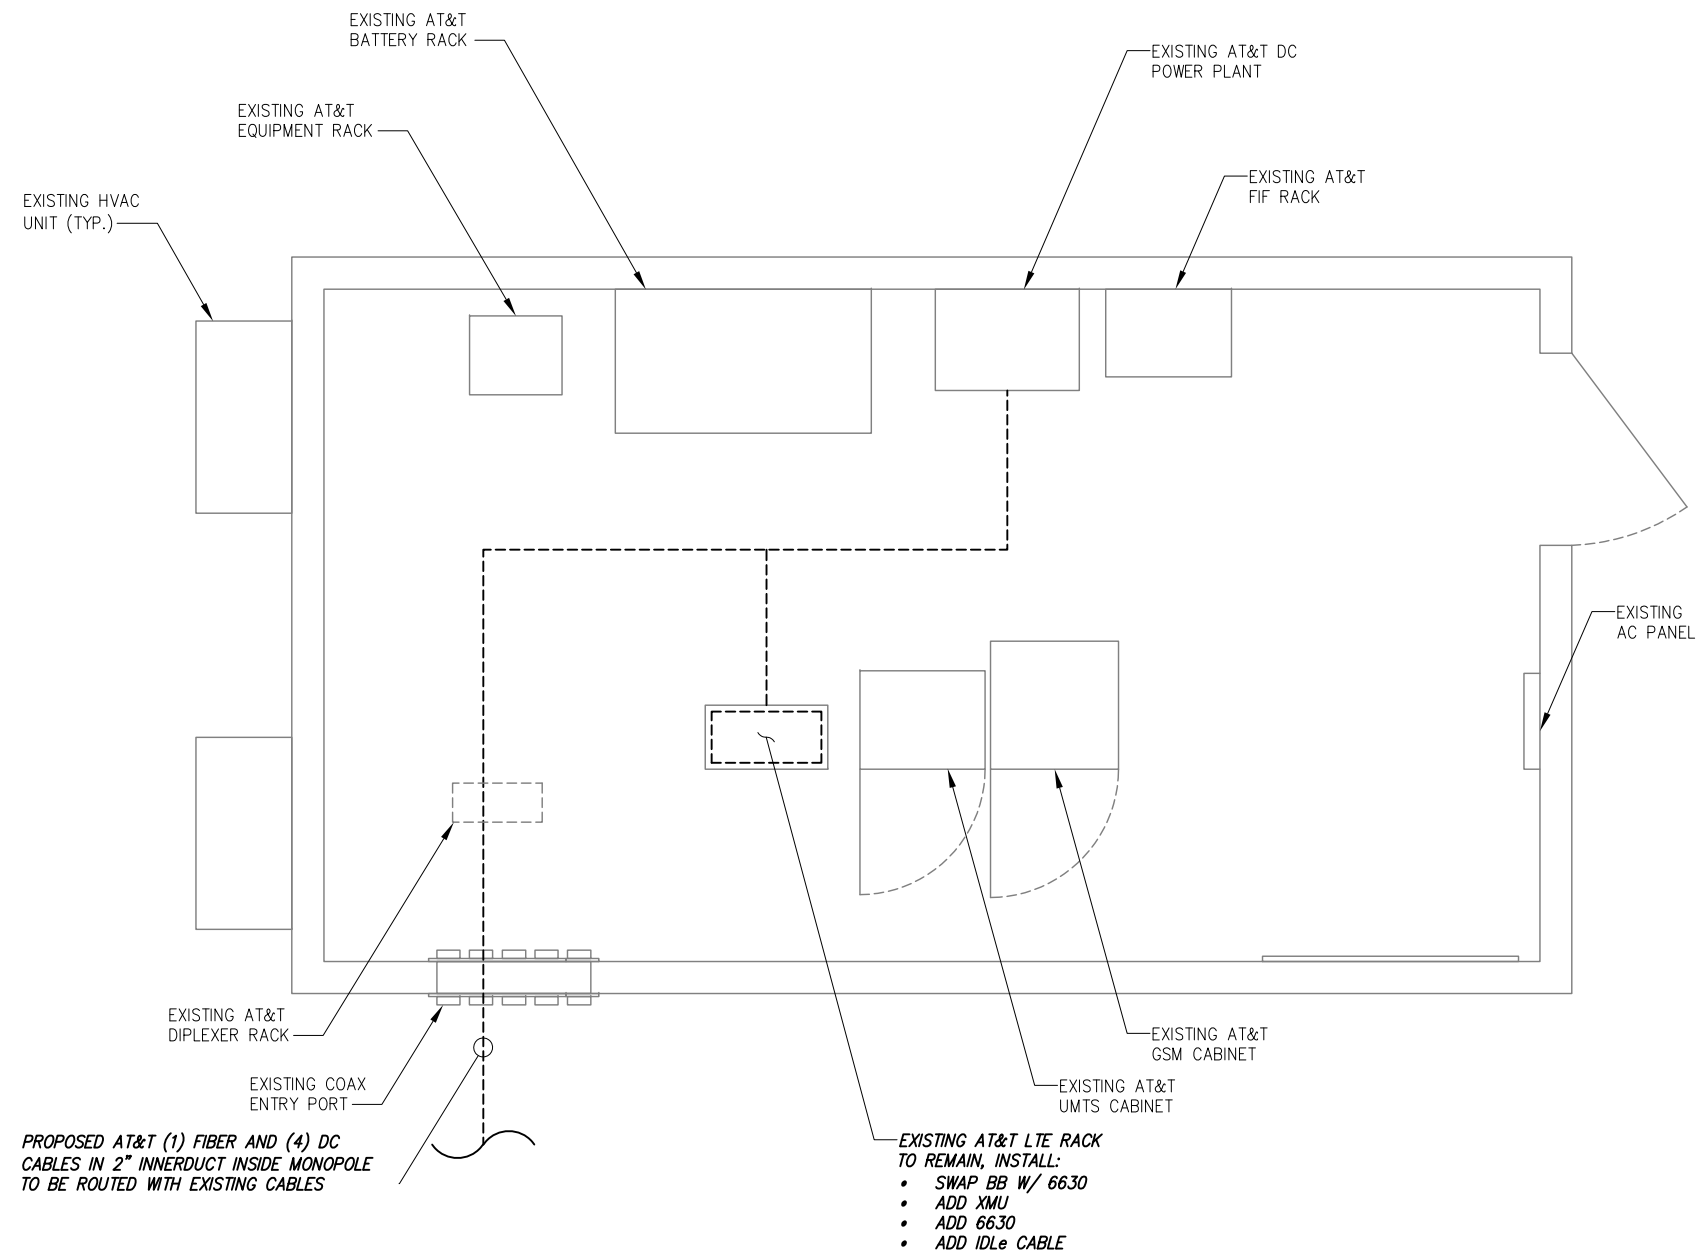 EXISTING AT&T
BATTERY RACK
EXISTING AT&T DC
POWER PLANT
EXISTING AT&T
EQUIPMENT RACK
EXISTING AT&T
FIF RACK
EXISTING HVAC
UNIT (TYP.)
EXISTING
AC PANEL
EXISTING AT&T
DIPLEXER RACK
EXISTING AT&T
GSM CABINET
EXISTING COAX
ENTRY PORT
EXISTING AT&T
UMTS CABINET
PROPOSED AT&T (1) FIBER AND (4) DC
CABLES IN 2" INNERDUCT INSIDE MONOPOLE
TO BE ROUTED WITH EXISTING CABLES
EXISTING AT&T LTE RACK
TO REMAIN, INSTALL:
• SWAP BB W/ 6630
• ADD XMU
• ADD 6630
• ADD IDLe CABLE